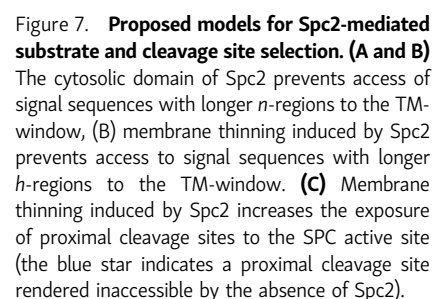 Figure 7. Proposed models for Spc2-mediated
substrate and cleavage site selection. (A and B)
The cytosolic domain of Spc2 prevents access of
signal sequences with longer n-regions to the TM-
window, (B) membrane thinning induced by Spc2
prevents access to signal sequences with longer
h-regions to the TM-window. (C) Membrane
thinning induced by Spc2 increases the exposure
of proximal cleavage sites to the SPC active site
(the blue star indicates a proximal cleavage site
rendered inaccessible by the absence of Spc2).